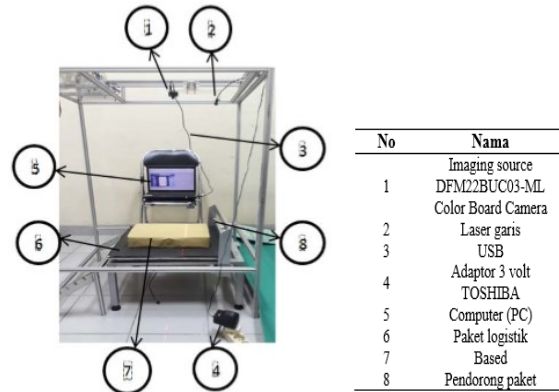 1
2
3
5
6
8
7
4
No Nama
1 Imaging source
DFM22BUC03-ML
Color Board Camera
2 Laser garis
3 USB
4 Adaptor 3 volt
TOSHIBA
5 Computer (PC)
6 Paket logistik
7 Based
8 Pendorong paket